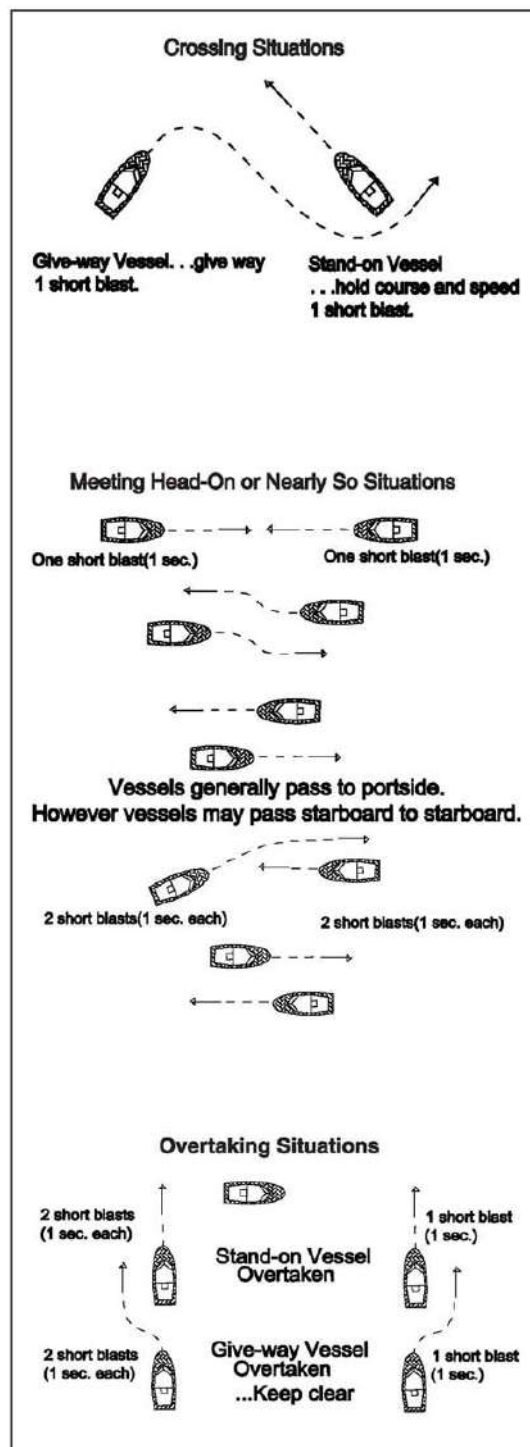 Crossing Situations
Give-way Vessel. . .give way
1 short blast.
Stand-on Vessel
. . .hold course and speed
1 short blast.
Meeting Head-On or Nearly So Situations
One short blast(1 sec.)
One short blast(1 sec.)
Vessels generally pass to portside.
However vessels may pass starboard to starboard.
2 short blasts(1 sec. each)
2 short blasts(1 sec. each)
Overtaking Situations
2 short blasts
(1 sec. each)
1 short blast
(1 sec.)
Stand-on Vessel
Overtaken
2 short blasts
(1 sec. each)
Give-way Vessel
Overtaken
...Keep clear
1 short blast
(1 sec.)